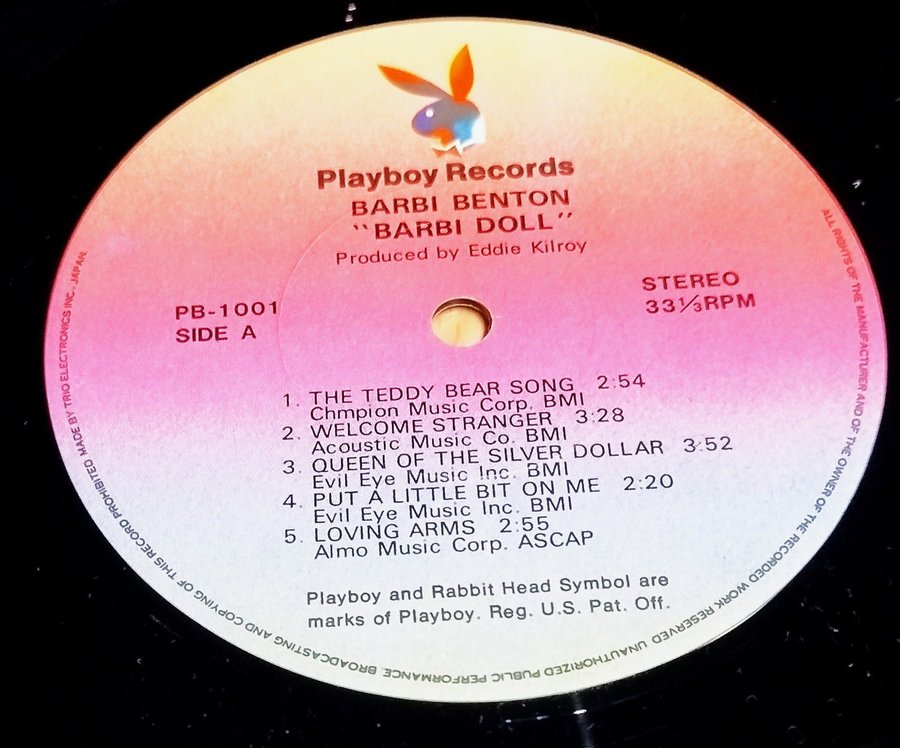 Playboy Records
BARBI BENTON
"BARBI DOLL"
Produced by Eddie Kilroy
PB-1001
SIDE A
STEREO
33⅓RPM
1. THE TEDDY BEAR SONG 2:54
Chmpion Music Corp. BMI
2. WELCOME STRANGER 3:28
Acoustic Music Co. BMI
3. QUEEN OF THE SILVER DOLLAR 3:52
Evil Eye Music Inc. BMI
4. PUT A LITTLE BIT ON ME 2:20
Evil Eye Music Inc. BMI
5. LOVING ARMS 2:55
Almo Music Corp. ASCAP
Playboy and Rabbit Head Symbol are
marks of Playboy. Reg. U.S. Pat. Off.
ALL RIGHTS OF THE MANUFACTURER AND OF THE OWNER OF THE RECORDED WORK RESERVED UNAUTHORIZED PUBLIC PERFORMANCE BROADCASTING AND COPYING OF THIS RECORD PROHIBITED MADE BY TRIO ELECTRONICS INC. JAPAN